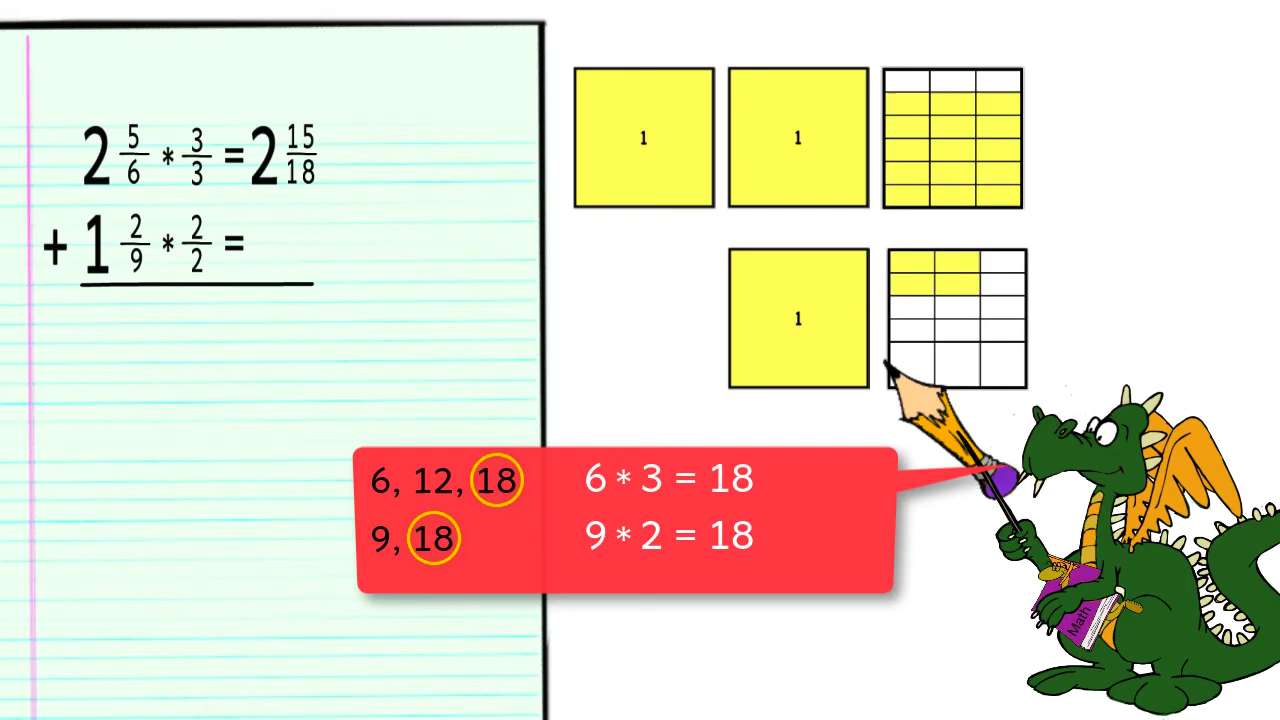 2 5/6 * 3/3 = 2 15/18
+ 1 2/9 * 2/2 =
1
1
1
6, 12, 18
6 * 3 = 18
9, 18
9 * 2 = 18
Math